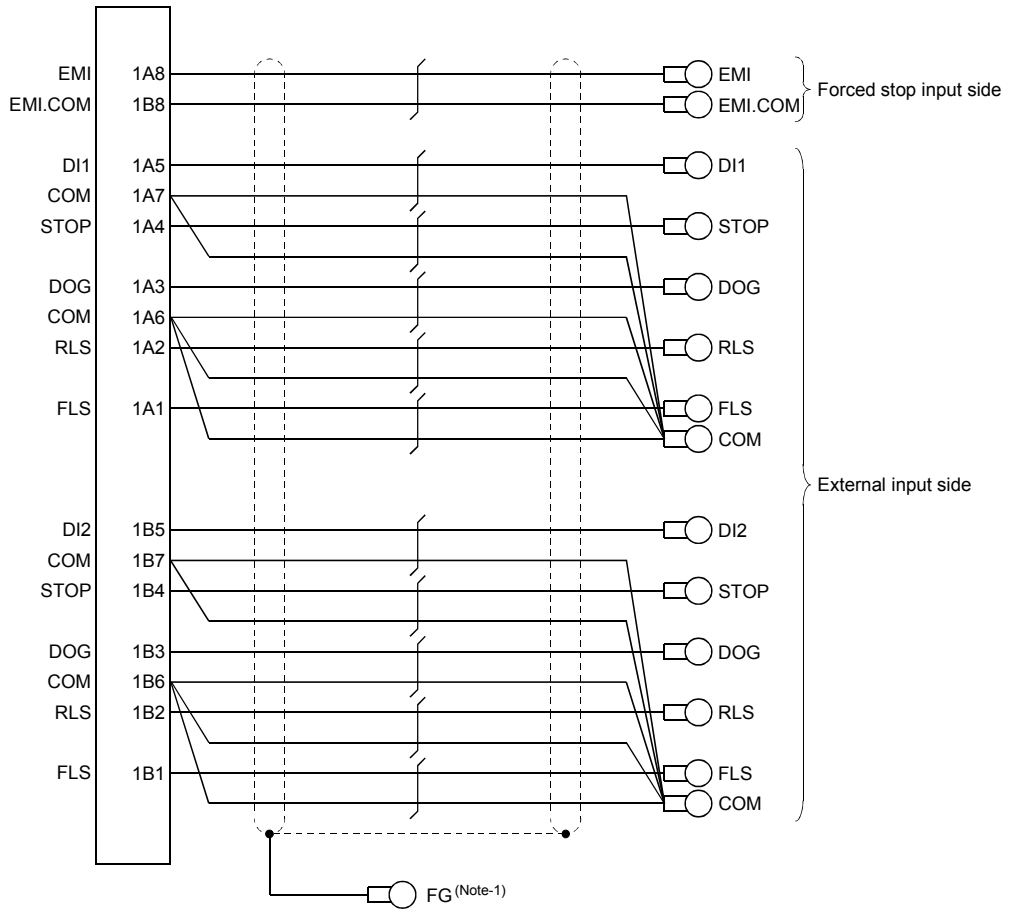 EMI 1A8 EMI
EMI.COM 1B8 EMI.COM
Forced stop input side
DI1 1A5 DI1
COM 1A7
STOP 1A4 STOP
DOG 1A3 DOG
COM 1A6
RLS 1A2 RLS
FLS 1A1 FLS
COM
External input side
DI2 1B5 DI2
COM 1B7
STOP 1B4 STOP
DOG 1B3 DOG
COM 1B6
RLS 1B2 RLS
FLS 1B1 FLS
COM
FG (Note-1)